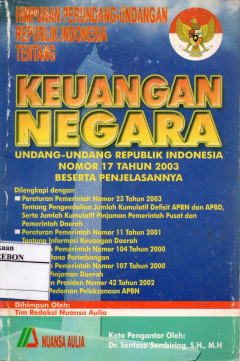 HIMPUNAN PERUNDANG-UNDANGAN
REPUBLIK INDONESIA
TENTANG
KEUANGAN
NEGARA
UNDANG-UNDANG REPUBLIK INDONESIA
NOMOR 17 TAHUN 2003
BESERTA PENJELASANNYA
Dilengkapi dengan:
Peraturan Pemerintah Nomor 23 Tahun 2003
Tentang Pengendalian Jumlah Kumulatif Defisit APBN dan APBD,
Serta Jumlah Kumulatif Pinjaman Pemerintah Pusat dan
Pemerintah Daerah
Peraturan Pemerintah Nomor 11 Tahun 2001
Tentang Informasi Keuangan Daerah
Pemerintah Nomor 104 Tahun 2000
Dana Perimbangan
Pemerintah Nomor 107 Tahun 2000
Pinjaman Daerah
Presiden Nomor 42 Tahun 2002
Pedoman Pelaksanaan APBN
kaan
EBON
Dihimpun Oleh:
Tim Redaksi Nuansa Aulia
NUANSA AULIA
Kata Pengantar Oleh:
Dr. Sentosa Sembiring, S.H., M.H